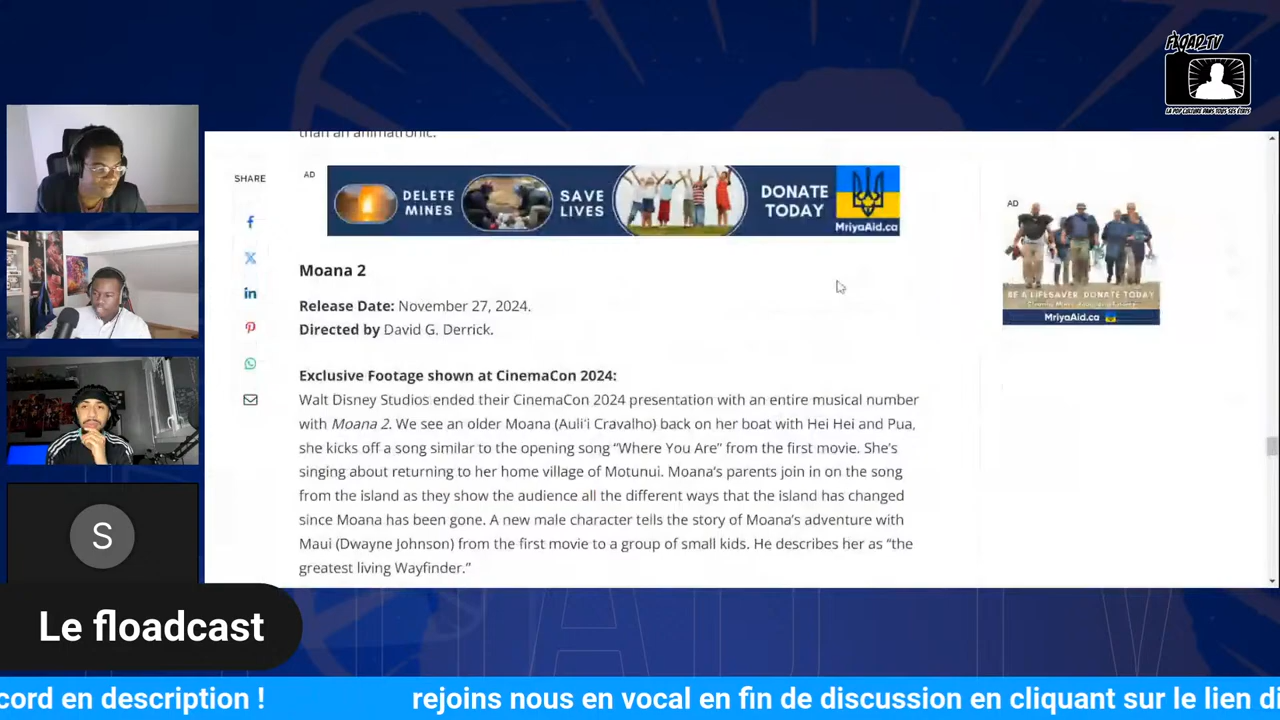 FLOAD.TV
LA POP CULTURE DANS TOUS SES ÉTATS
than an animatronic.
SHARE
AD
DELETE
MINES
SAVE
LIVES
DONATE
TODAY
MriyaAid.ca
AD
BE A LIFESAVER. DONATE TODAY
MriyaAid.ca
Moana 2
Release Date: November 27, 2024.
Directed by David G. Derrick.
Exclusive Footage shown at CinemaCon 2024:
Walt Disney Studios ended their CinemaCon 2024 presentation with an entire musical number
with Moana 2. We see an older Moana (Auli'i Cravalho) back on her boat with Hei Hei and Pua,
she kicks off a song similar to the opening song “Where You Are” from the first movie. She's
singing about returning to her home village of Motunui. Moana's parents join in on the song
from the island as they show the audience all the different ways that the island has changed
since Moana has been gone. A new male character tells the story of Moana's adventure with
Maui (Dwayne Johnson) from the first movie to a group of small kids. He describes her as “the
greatest living Wayfinder.”
S
Le floadcast
cord en description ! rejoins nous en vocal en fin de discussion en cliquant sur le lien di